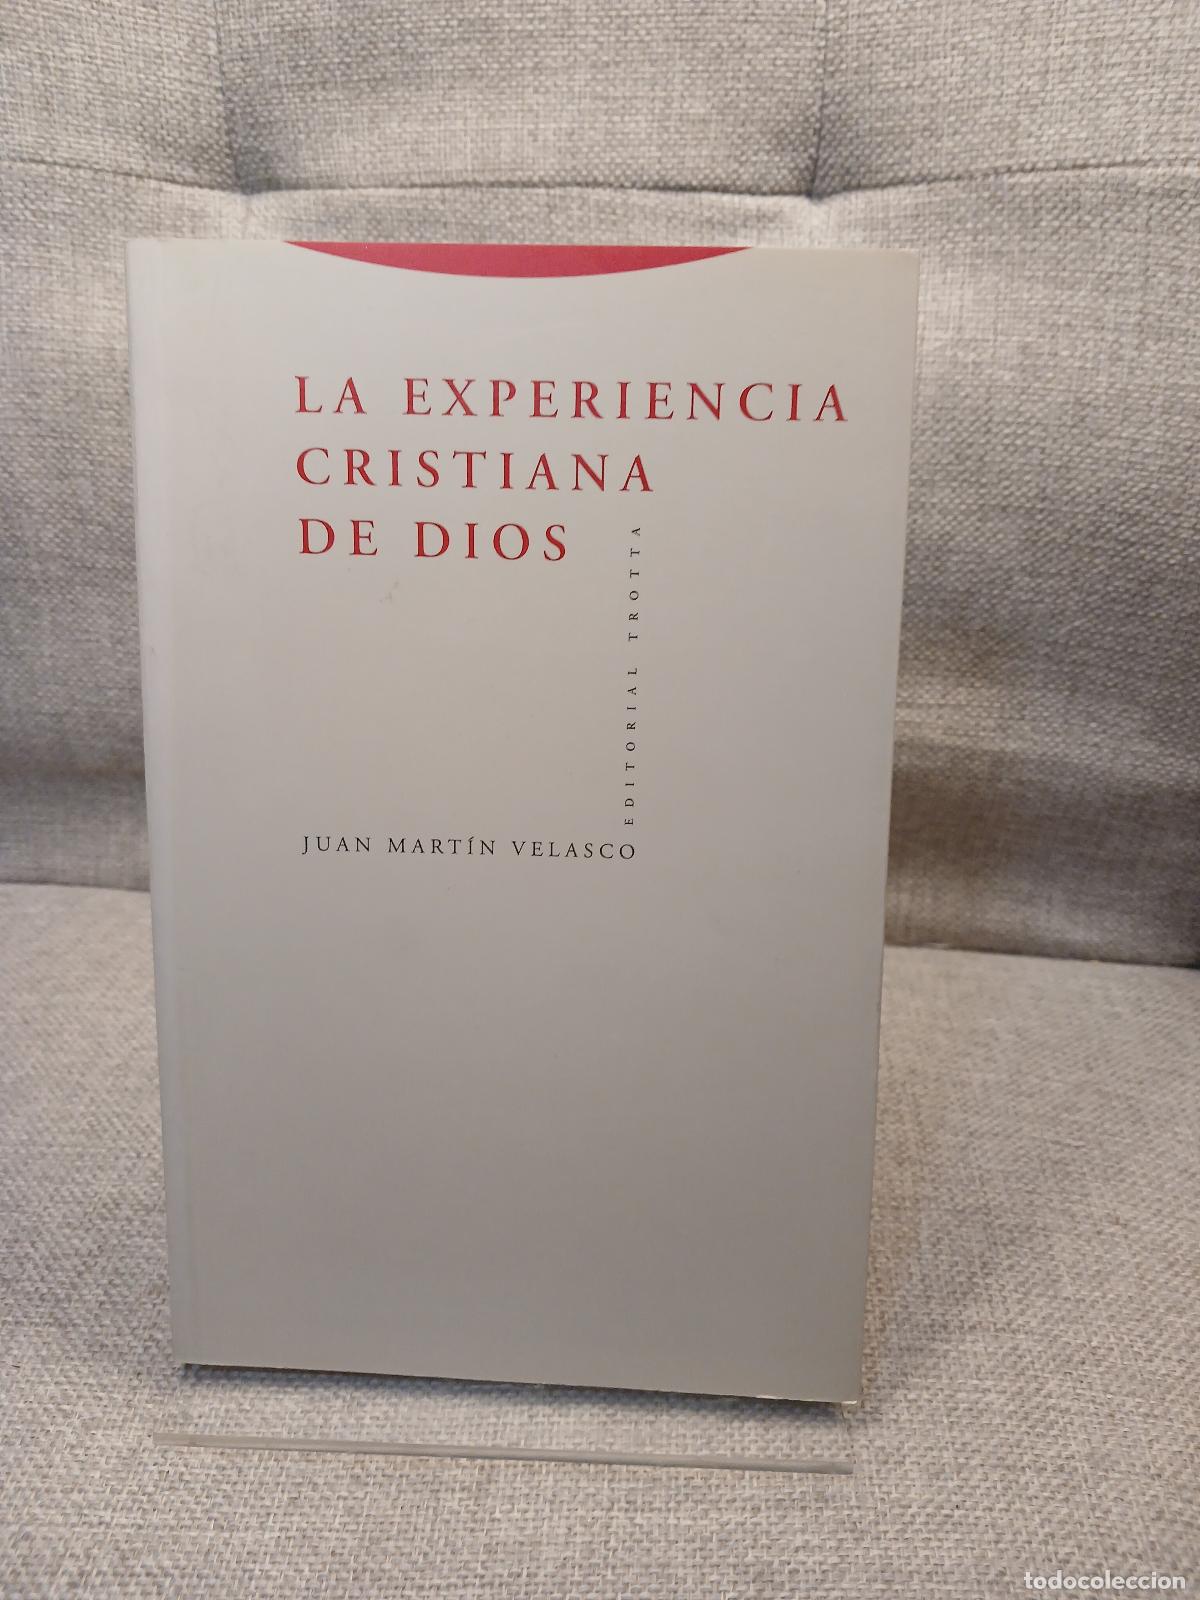 LA EXPERIENCIA
CRISTIANA
DE DIOS
EDITORIAL TROTTA
JUAN MARTÍN VELASCO
todocoleccion